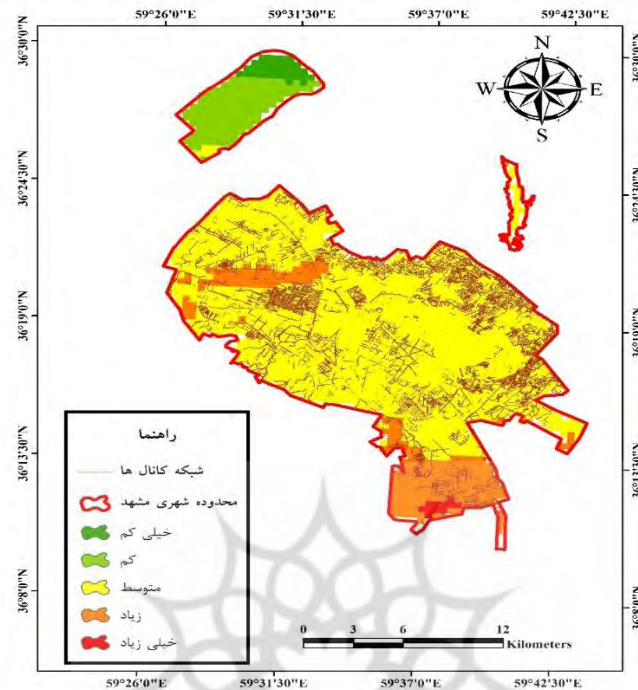 59°26'0"E 59°31'30"E 59°37'0"E 59°42'30"E
36°30'0"N
36°24'30"N
36°19'0"N
36°13'30"N
36°8'0"N
N
W E
S
36°13'30"N
راهنما
شبکه کانال ها
محدوده شهری مشهد
خیلی کم
کم
متوسط
زیاد
خیلی زیاد
0 3 6 12
Kilometers
59°26'0"E 59°31'30"E 59°37'0"E 59°42'30"E